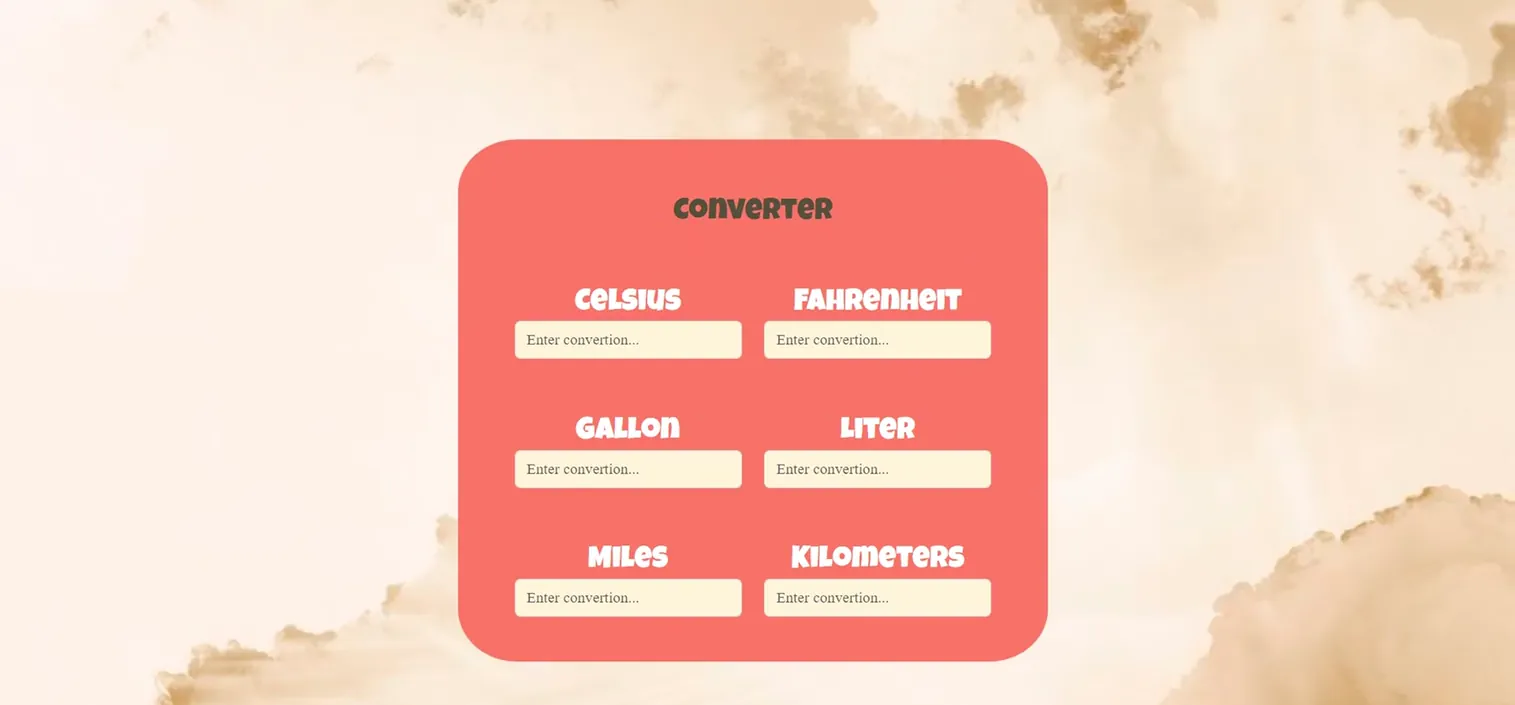 Converter
Celsius Fahrenheit
Enter convertion... Enter convertion...
Gallon Liter
Enter convertion... Enter convertion...
Miles Kilometers
Enter convertion... Enter convertion...